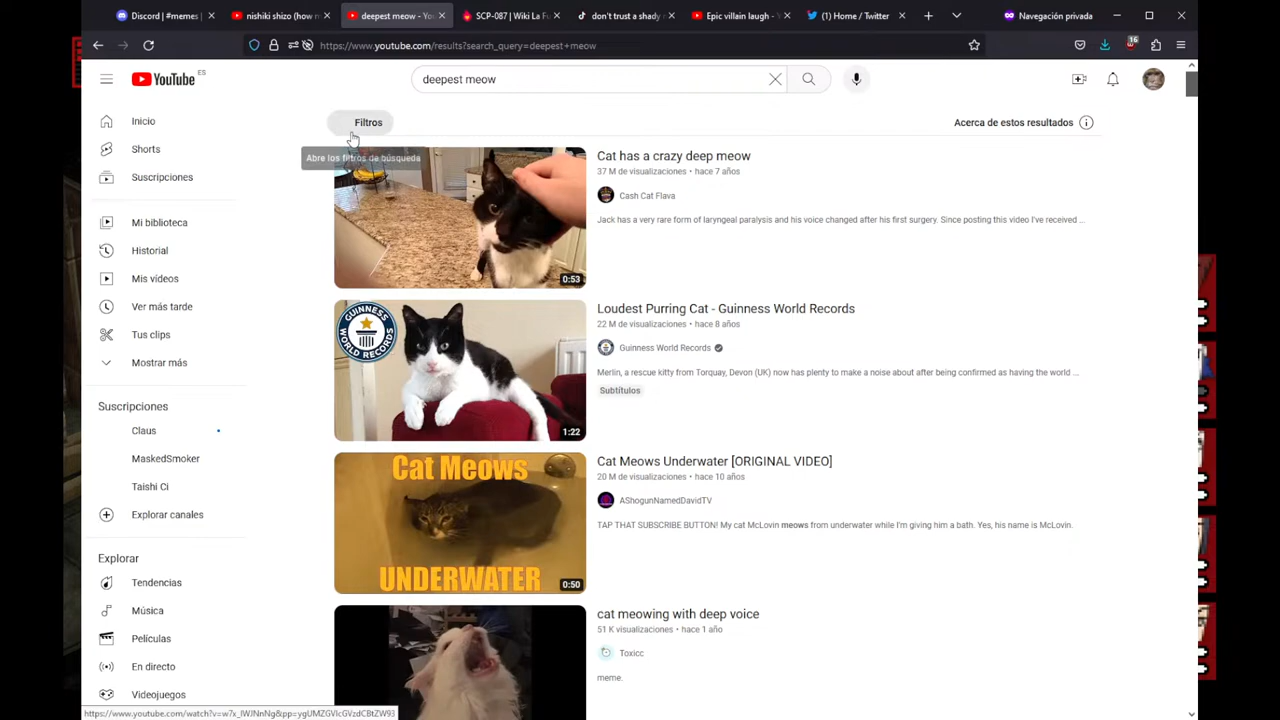 Discord | #memes |
nishiki shizo (how m
deepest meow - Yo
SCP-087 | Wiki La Fu
don't trust a shady
Epic villain laugh -
(1) Home / Twitter
Navegación privada
https://www.youtube.com/results?search_query=deepest+meow
16
YouTube ES
deepest meow
Filtros
Acerca de estos resultados
Abre los filtros de búsqueda
Inicio
Shorts
Suscripciones
Mi biblioteca
Historial
Mis vídeos
Ver más tarde
Tus clips
Mostrar más
Suscripciones
Claus
MaskedSmoker
Taishi Ci
Explorar canales
Explorar
Tendencias
Música
Películas
En directo
Videojuegos
0:53
Cat has a crazy deep meow
37 M de visualizaciones • hace 7 años
Cash Cat Flava
Jack has a very rare form of laryngeal paralysis and his voice changed after his first surgery. Since posting this video I've received ...
GUINNESS
WORLD RECORDS
1:22
Loudest Purring Cat - Guinness World Records
22 M de visualizaciones • hace 8 años
Guinness World Records
Merlin, a rescue kitty from Torquay, Devon (UK) now has plenty to make a noise about after being confirmed as having the world ...
Subtítulos
Cat Meows
UNDERWATER
0:50
Cat Meows Underwater [ORIGINAL VIDEO]
20 M de visualizaciones • hace 10 años
AShogunNamedDavidTV
TAP THAT SUBSCRIBE BUTTON! My cat McLovin meows from underwater while I'm giving him a bath. Yes, his name is McLovin.
cat meowing with deep voice
51 K visualizaciones • hace 1 año
Toxicc
meme.